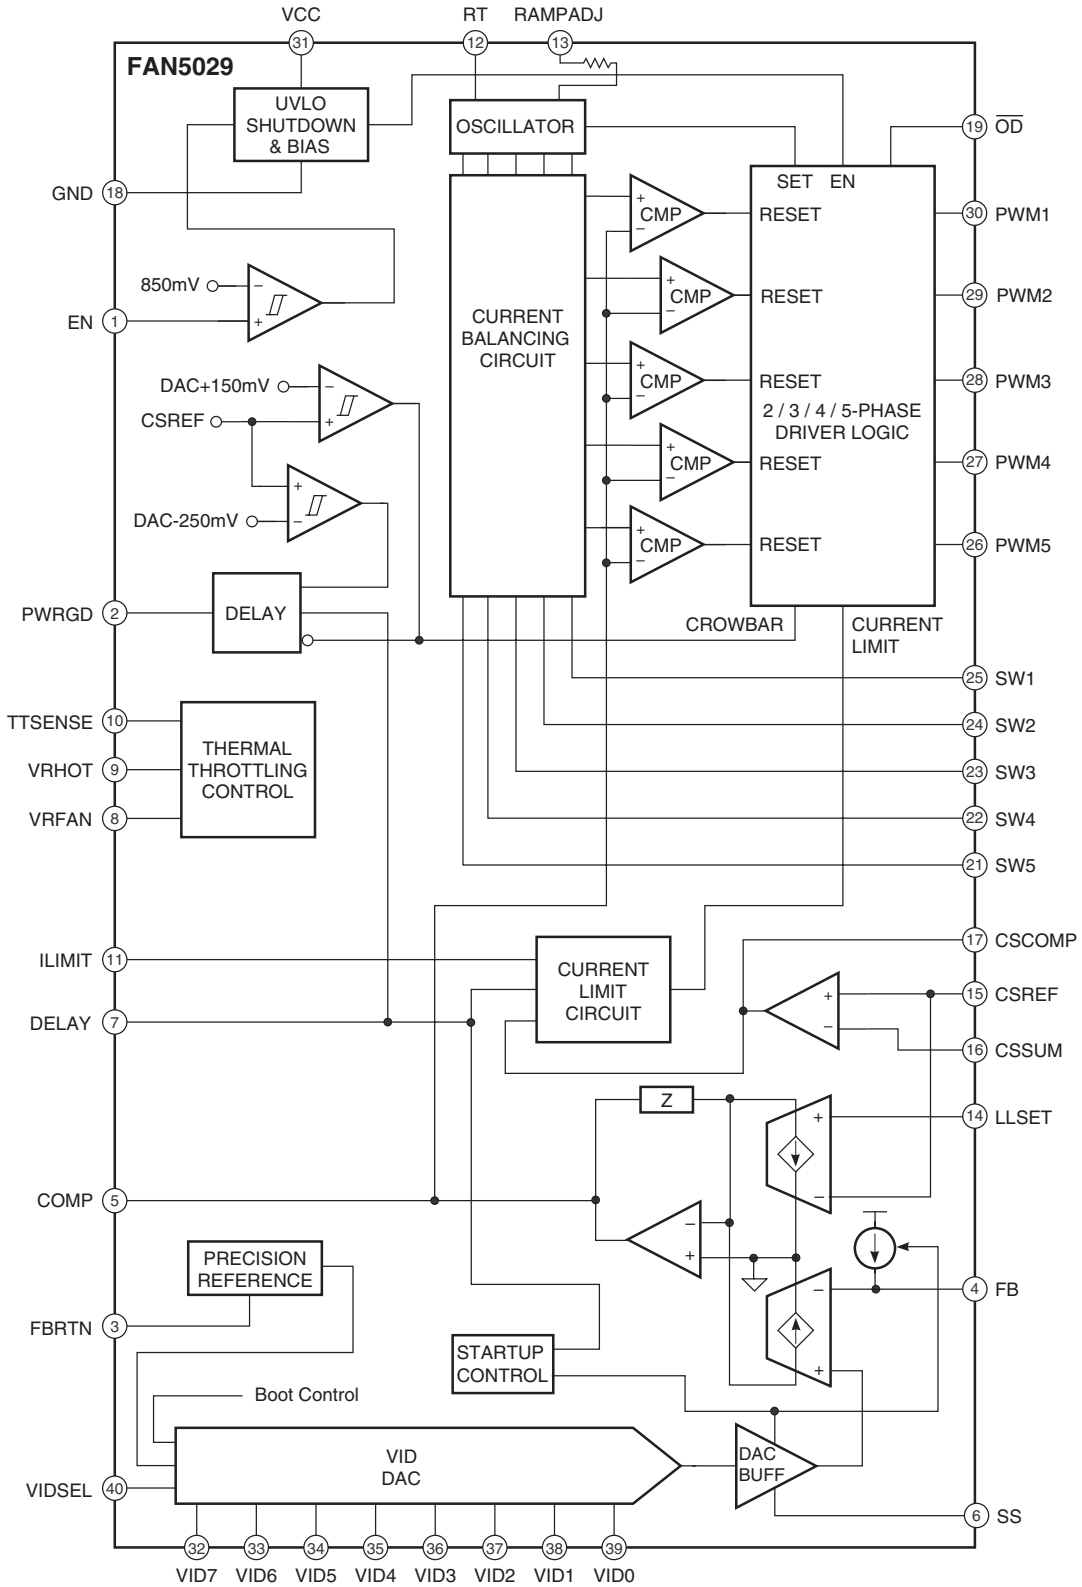 VCC
RT
RAMPADJ
31
12
13
FAN5029
UVLO
SHUTDOWN
& BIAS
OSCILLATOR
19
OD
GND
18
SET
EN
+
CMP
−
RESET
30
PWM1
850mV
−
+
EN
1
+
CMP
−
RESET
29
PWM2
CURRENT
BALANCING
CIRCUIT
DAC+150mV
−
CSREF
+
+
CMP
−
RESET
28
PWM3
2 / 3 / 4 / 5-PHASE
DRIVER LOGIC
+
DAC-250mV
−
+
CMP
−
RESET
27
PWM4
+
CMP
−
RESET
26
PWM5
PWRGD
2
DELAY
CROWBAR
CURRENT
LIMIT
25
SW1
TTSENSE
10
24
SW2
THERMAL
THROTTLING
CONTROL
VRHOT
9
23
SW3
VRFAN
8
22
SW4
21
SW5
ILIMIT
11
CURRENT
LIMIT
CIRCUIT
17
CSCOMP
+
15
CSREF
DELAY
7
−
16
CSSUM
Z
+
14
LLSET
−
COMP
5
−
+
PRECISION
REFERENCE
−
4
FB
FBRTN
3
STARTUP
CONTROL
+
Boot Control
VID
DAC
DAC
BUFF
VIDSEL
40
6
SS
32
33
34
35
36
37
38
39
VID7
VID6
VID5
VID4
VID3
VID2
VID1
VID0